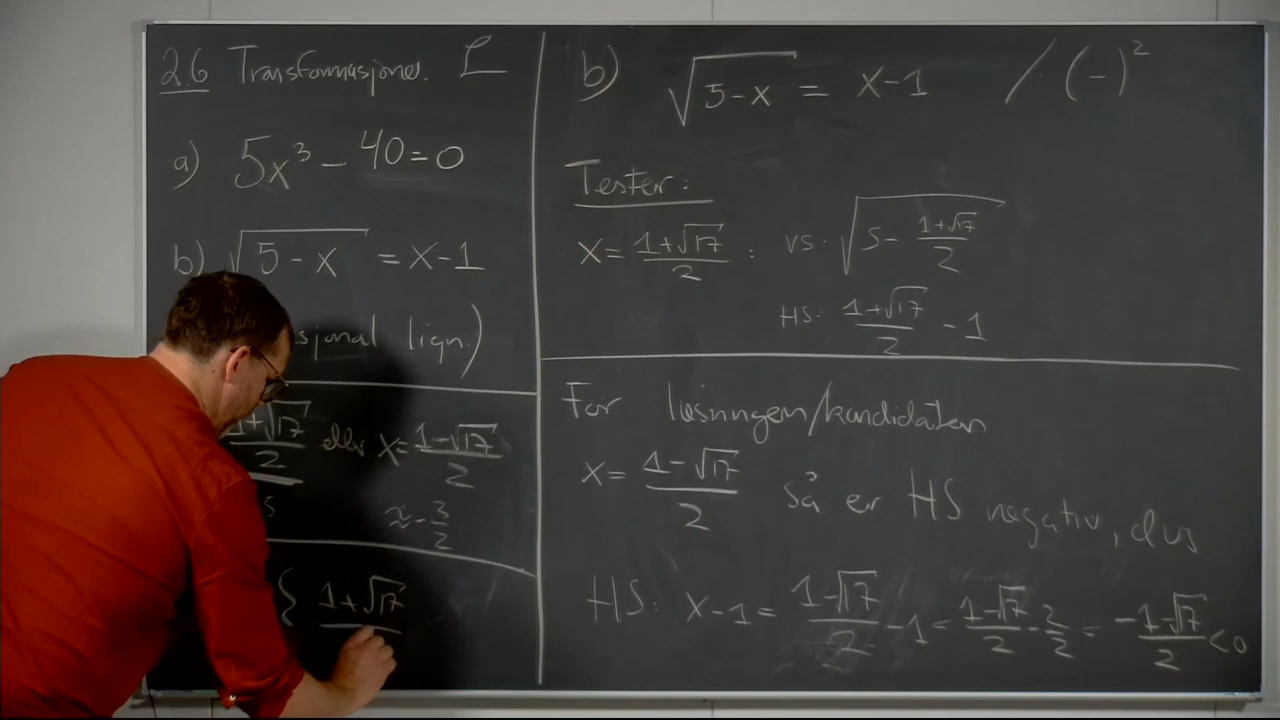 2.6 Transformasjoner. L
a) 5x³ - 40 = 0
b) √(5-x) = x-1
sjonal lign.)
1+√17/2 eller x = (1-√17)/2
5 ≈ -3/2
{ 1+√17
b) √(5-x) = x-1 / (-)²
Tester:
x = (1+√17)/2 : VS: √(5 - (1+√17)/2)
HS: (1+√17)/2 - 1
For løsningen/kandidaten
x = (1-√17)/2 så er HS negativ, dvs
HS: x-1 = (1-√17)/2 - 1 = (1-√17)/2 - 2/2 = (-1-√17)/2 < 0